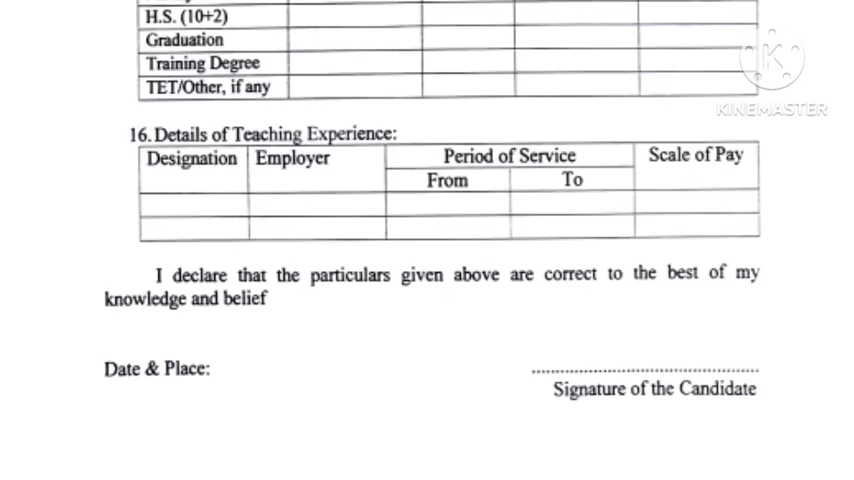 H.S. (10+2)
Graduation
Training Degree
TET/Other, if any
K
KINEMASTER
16. Details of Teaching Experience:
Designation Employer Period of Service Scale of Pay
From To
I declare that the particulars given above are correct to the best of my
knowledge and belief
Date & Place:
Signature of the Candidate